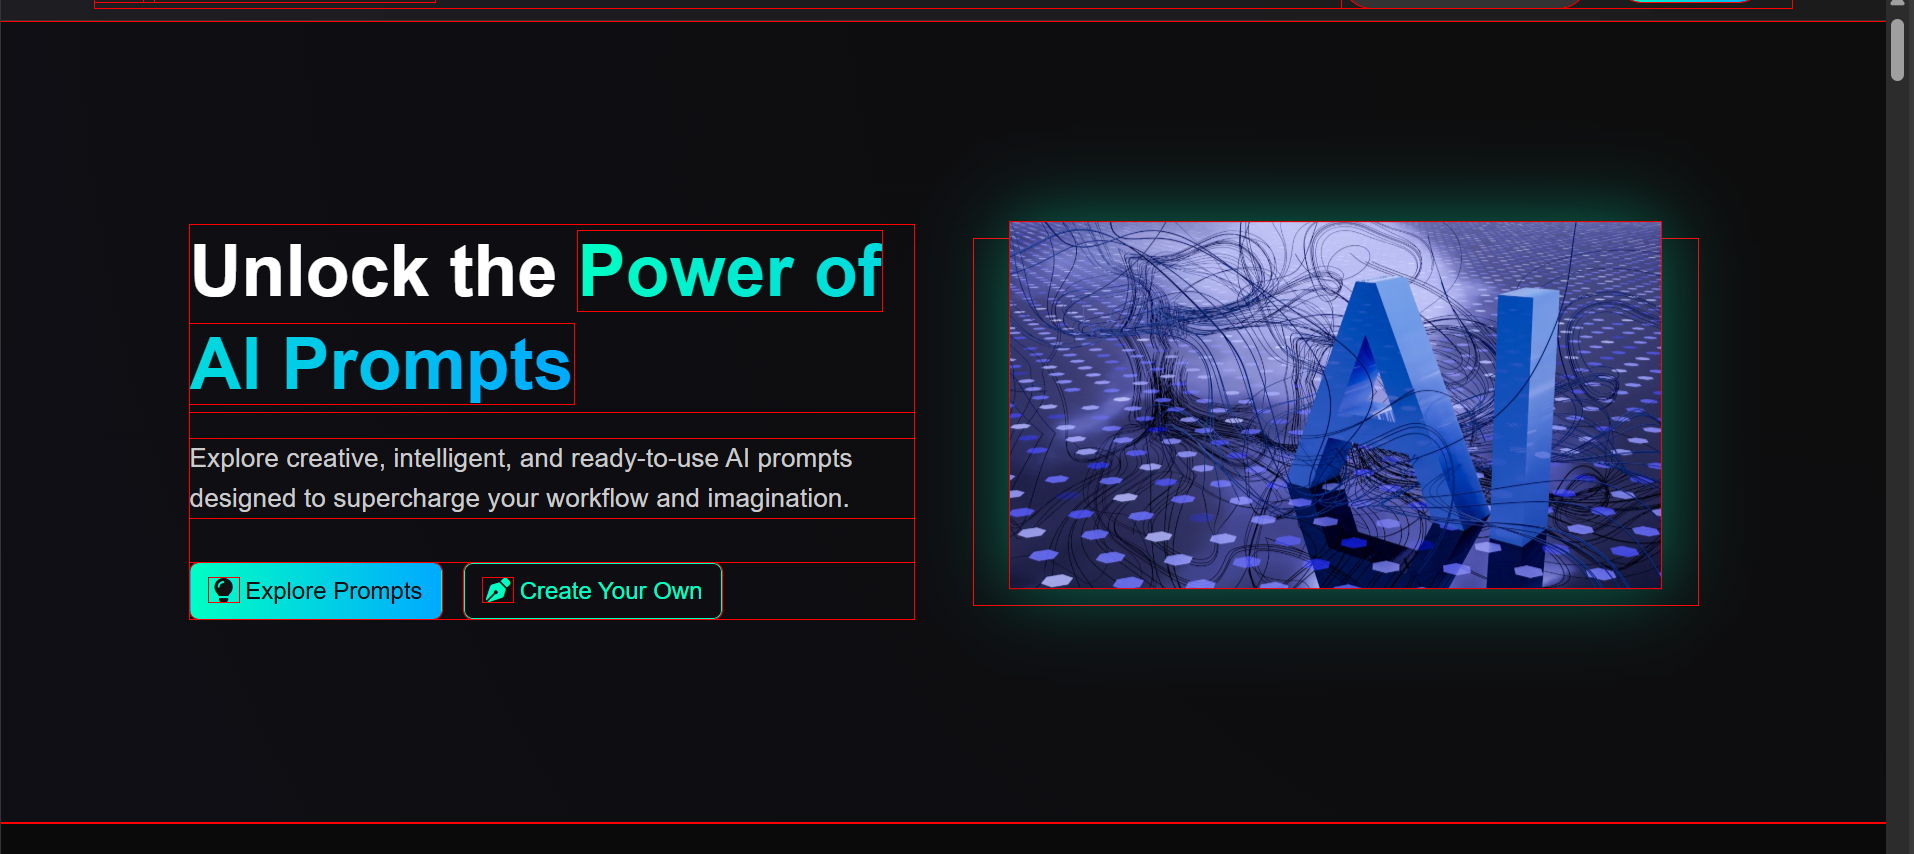 Unlock the Power of
AI Prompts
Explore creative, intelligent, and ready-to-use AI prompts
designed to supercharge your workflow and imagination.
Explore Prompts
Create Your Own
AI